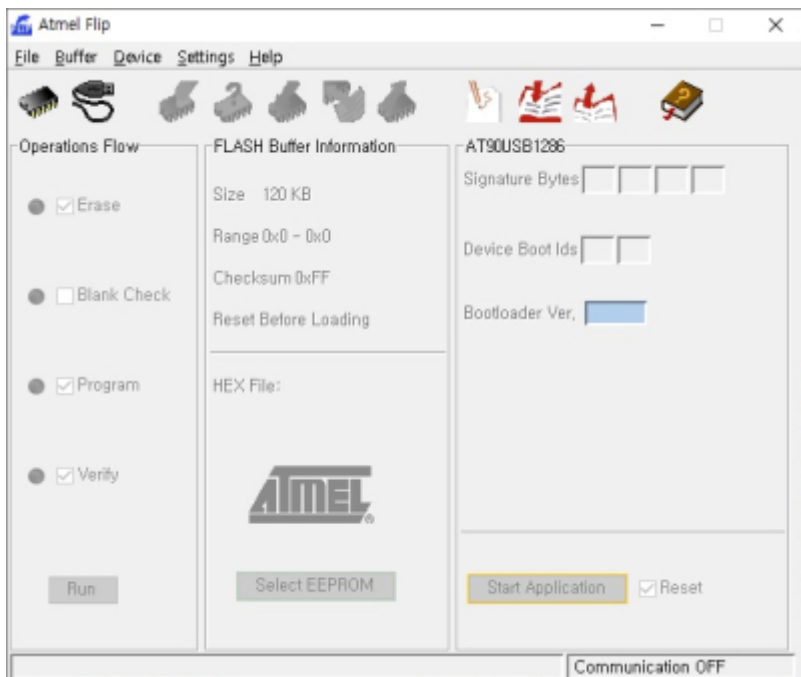 Atmel Flip
File Buffer Device Settings Help
Operations Flow
Erase
Blank Check
Program
Verify
Run
FLASH Buffer Information
Size 120 KB
Range 0x0 - 0x0
Checksum 0xFF
Reset Before Loading
HEX File:
ATMEL
Select EEPROM
AT90USB1286
Signature Bytes
Device Boot Ids
Bootloader Ver,
Start Application
Reset
Communication OFF